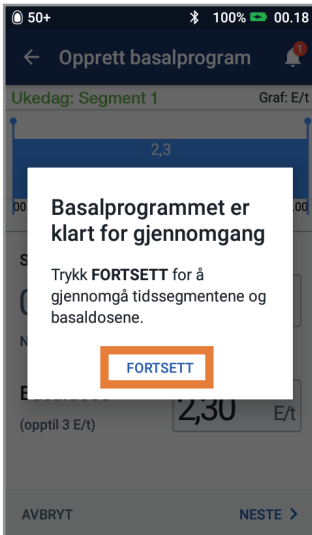 50+ 100% 00.18
Opprett basalprogram 1
Ukedag: Segment 1 Graf: E/t
2,3
Basalprogrammet er
klart for gjennomgang
Trykk FORTSETT for å
gjennomgå tidssegmentene og
basaldosene.
FORTSETT
2,30 E/t
(opptil 3 E/t)
AVBRYT NESTE >